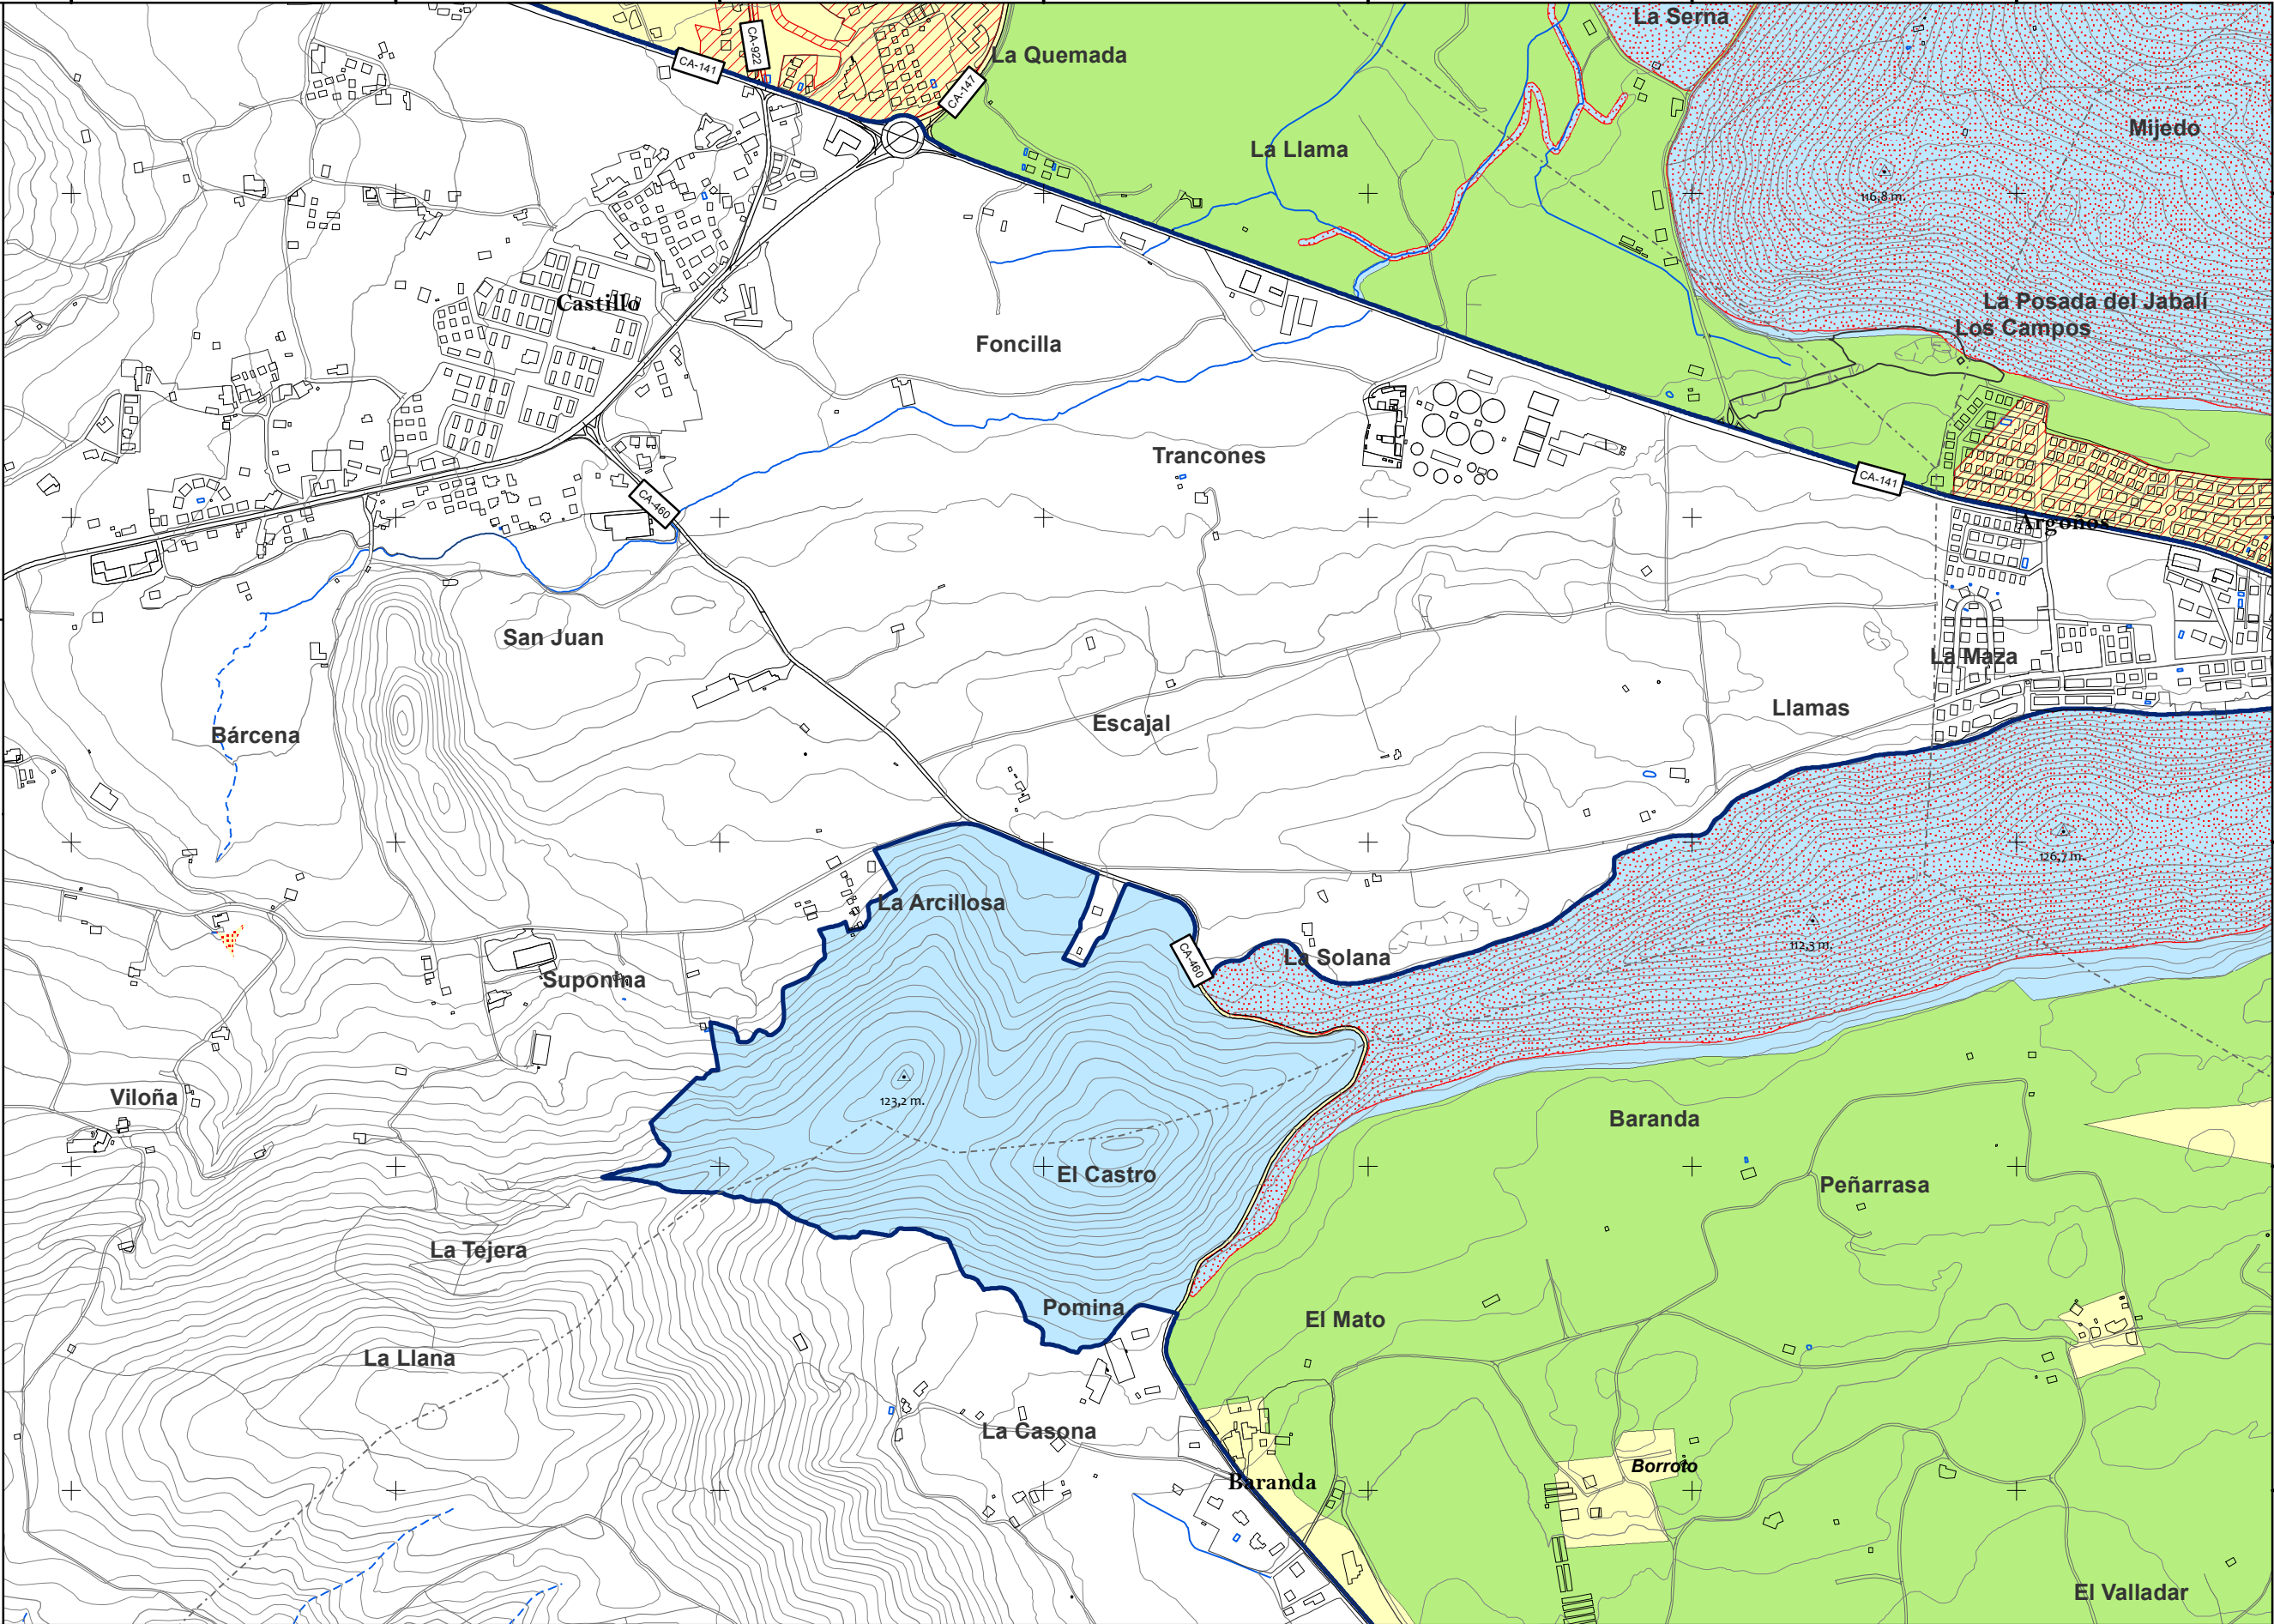 La Serna
CA-922
La Quemada
CA-141
CA-147
Mijedo
La Llama
116,8 m.
La Posada del Jabalí
Castillo
Los Campos
Foncilla
Trancones
CA-141
CA-460
Argoños
San Juan
La Maza
Llamas
Escajal
Bárcena
126,7 m.
La Arcillosa
112,3 m.
CA-460
La Solana
Suponina
Viloña
123,2 m.
Baranda
El Castro
Peñarrasa
La Tejera
Pomina
El Mato
La Llana
La Casona
Borroto
Baranda
El Valladar